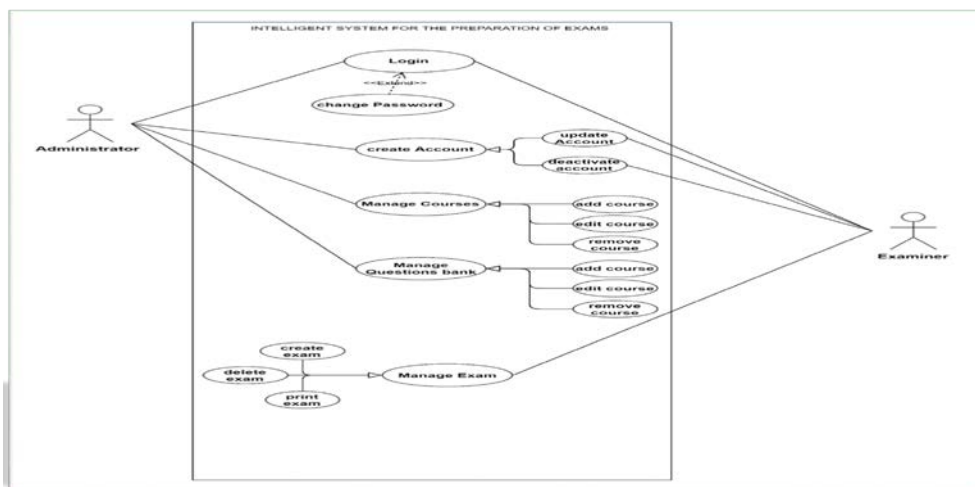 INTELLIGENT SYSTEM FOR THE PREPARATION OF EXAMS
Login
<<Extend>>
change Password
Administrator
create Account
update
Account
deactivate
account
Manage Courses
add course
edit course
remove
course
Manage
Questions bank
add course
edit course
remove
course
Examiner
create
exam
delete
exam
print
exam
Manage Exam